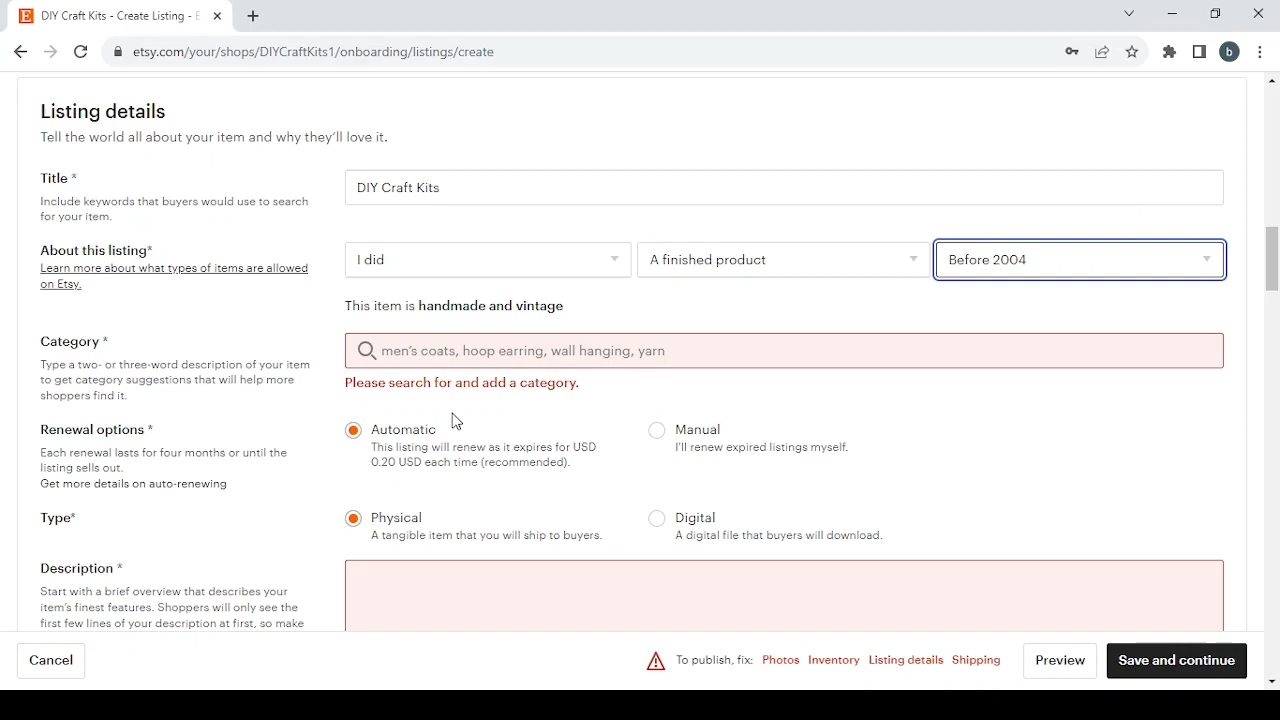 DIY Craft Kits - Create Listing - E
etsy.com/your/shops/DIYCraftKits1/onboarding/listings/create
b
Listing details
Tell the world all about your item and why they'll love it.
Title *
Include keywords that buyers would use to search
for your item.
DIY Craft Kits
About this listing*
Learn more about what types of items are allowed
on Etsy.
I did
A finished product
Before 2004
This item is handmade and vintage
Category *
Type a two- or three-word description of your item
to get category suggestions that will help more
shoppers find it.
men's coats, hoop earring, wall hanging, yarn
Please search for and add a category.
Renewal options *
Each renewal lasts for four months or until the
listing sells out.
Get more details on auto-renewing
Automatic
This listing will renew as it expires for USD
0.20 USD each time (recommended).
Manual
I'll renew expired listings myself.
Type*
Physical
A tangible item that you will ship to buyers.
Digital
A digital file that buyers will download.
Description *
Start with a brief overview that describes your
item's finest features. Shoppers will only see the
first few lines of your description at first, so make
Cancel
To publish, fix: Photos Inventory Listing details Shipping
Preview
Save and continue